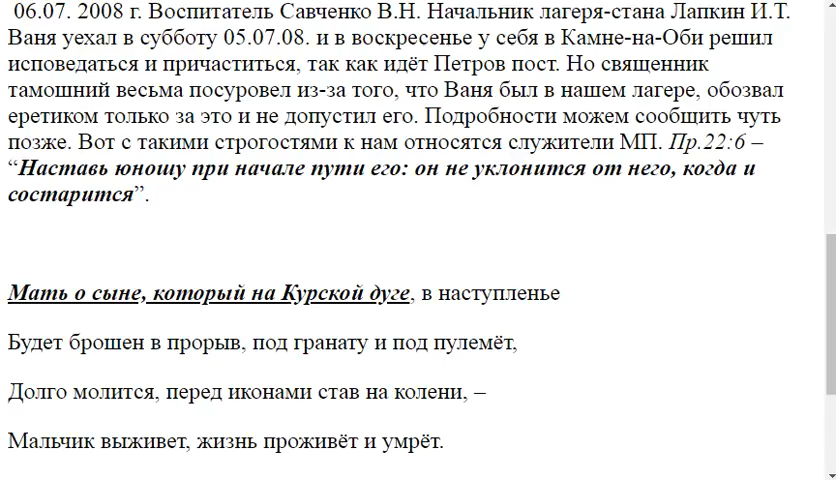 06.07. 2008 г. Воспитатель Савченко В.Н. Начальник лагеря-стана Лапкин И.Т.
Ваня уехал в субботу 05.07.08. и в воскресенье у себя в Камне-на-Оби решил
исповедаться и причаститься, так как идёт Петров пост. Но священник
тамошний весьма посуровел из-за того, что Ваня был в нашем лагере, обозвал
еретиком только за это и не допустил его. Подробности можем сообщить чуть
позже. Вот с такими строгостями к нам относятся служители МП. Пр.22:6 –
“Наставь юношу при начале пути его: он не уклонится от него, когда и
состарится”.
Мать о сыне, который на Курской дуге, в наступленье
Будет брошен в прорыв, под гранату и под пулемёт,
Долго молится, перед иконами став на колени, –
Мальчик выживет, жизнь проживёт и умрёт.